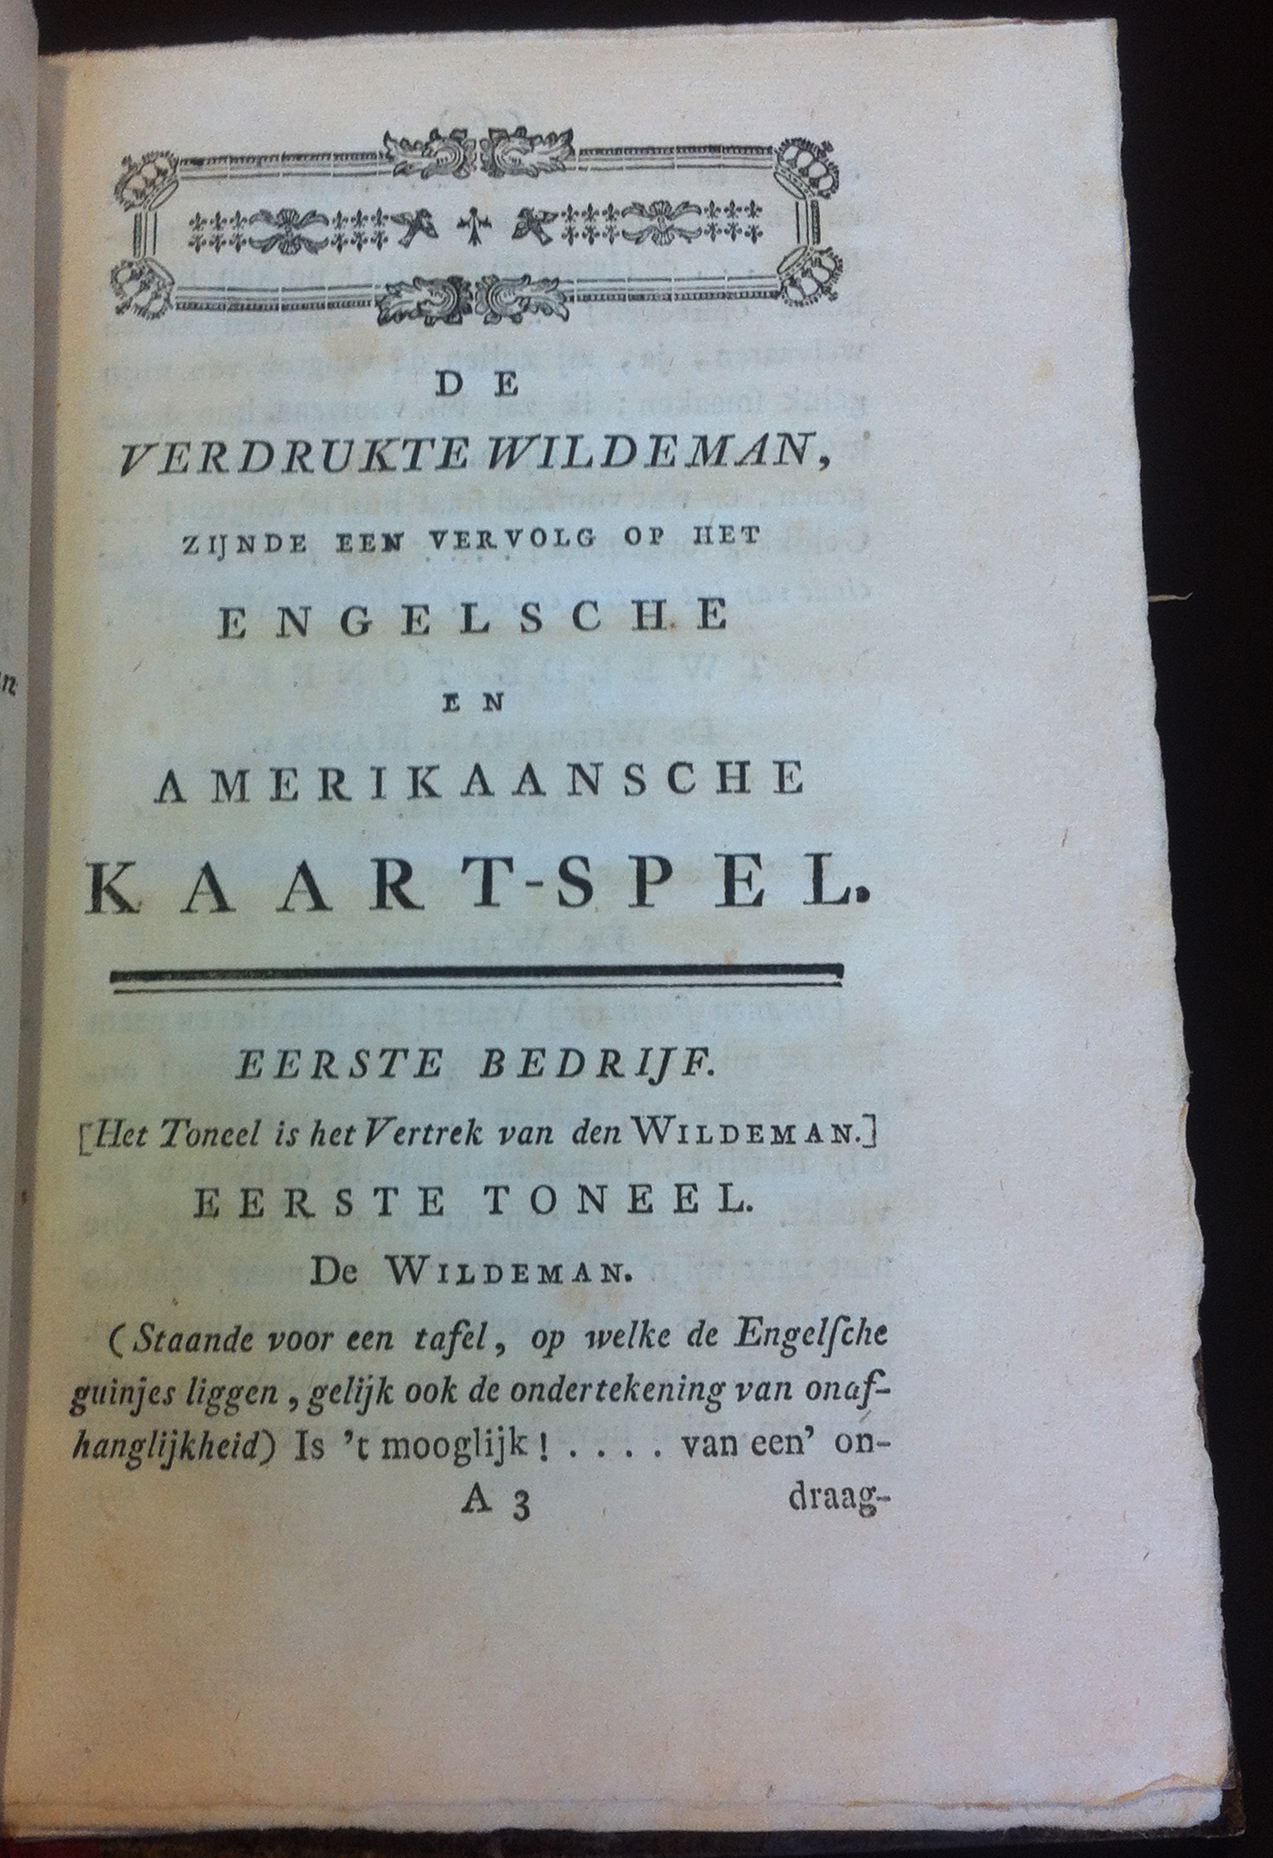 DE
VERDRUKTE WILDEMAN,
ZIJNDE EEN VERVOLG OP HET
ENGELSCHE
EN
AMERIKAANSCHE
KAART-SPEL.
EERSTE BEDRIJF.
[Het Toneel is het Vertrek van den WILDEMAN.]
EERSTE TONEEL.
De WILDEMAN.
(Staande voor een tafel, op welke de Engelſche
guinjes liggen, gelijk ook de ondertekening van onaf-
hanglijkheid) Is 't mooglijk! . . . . van een' on-
A 3 draag-